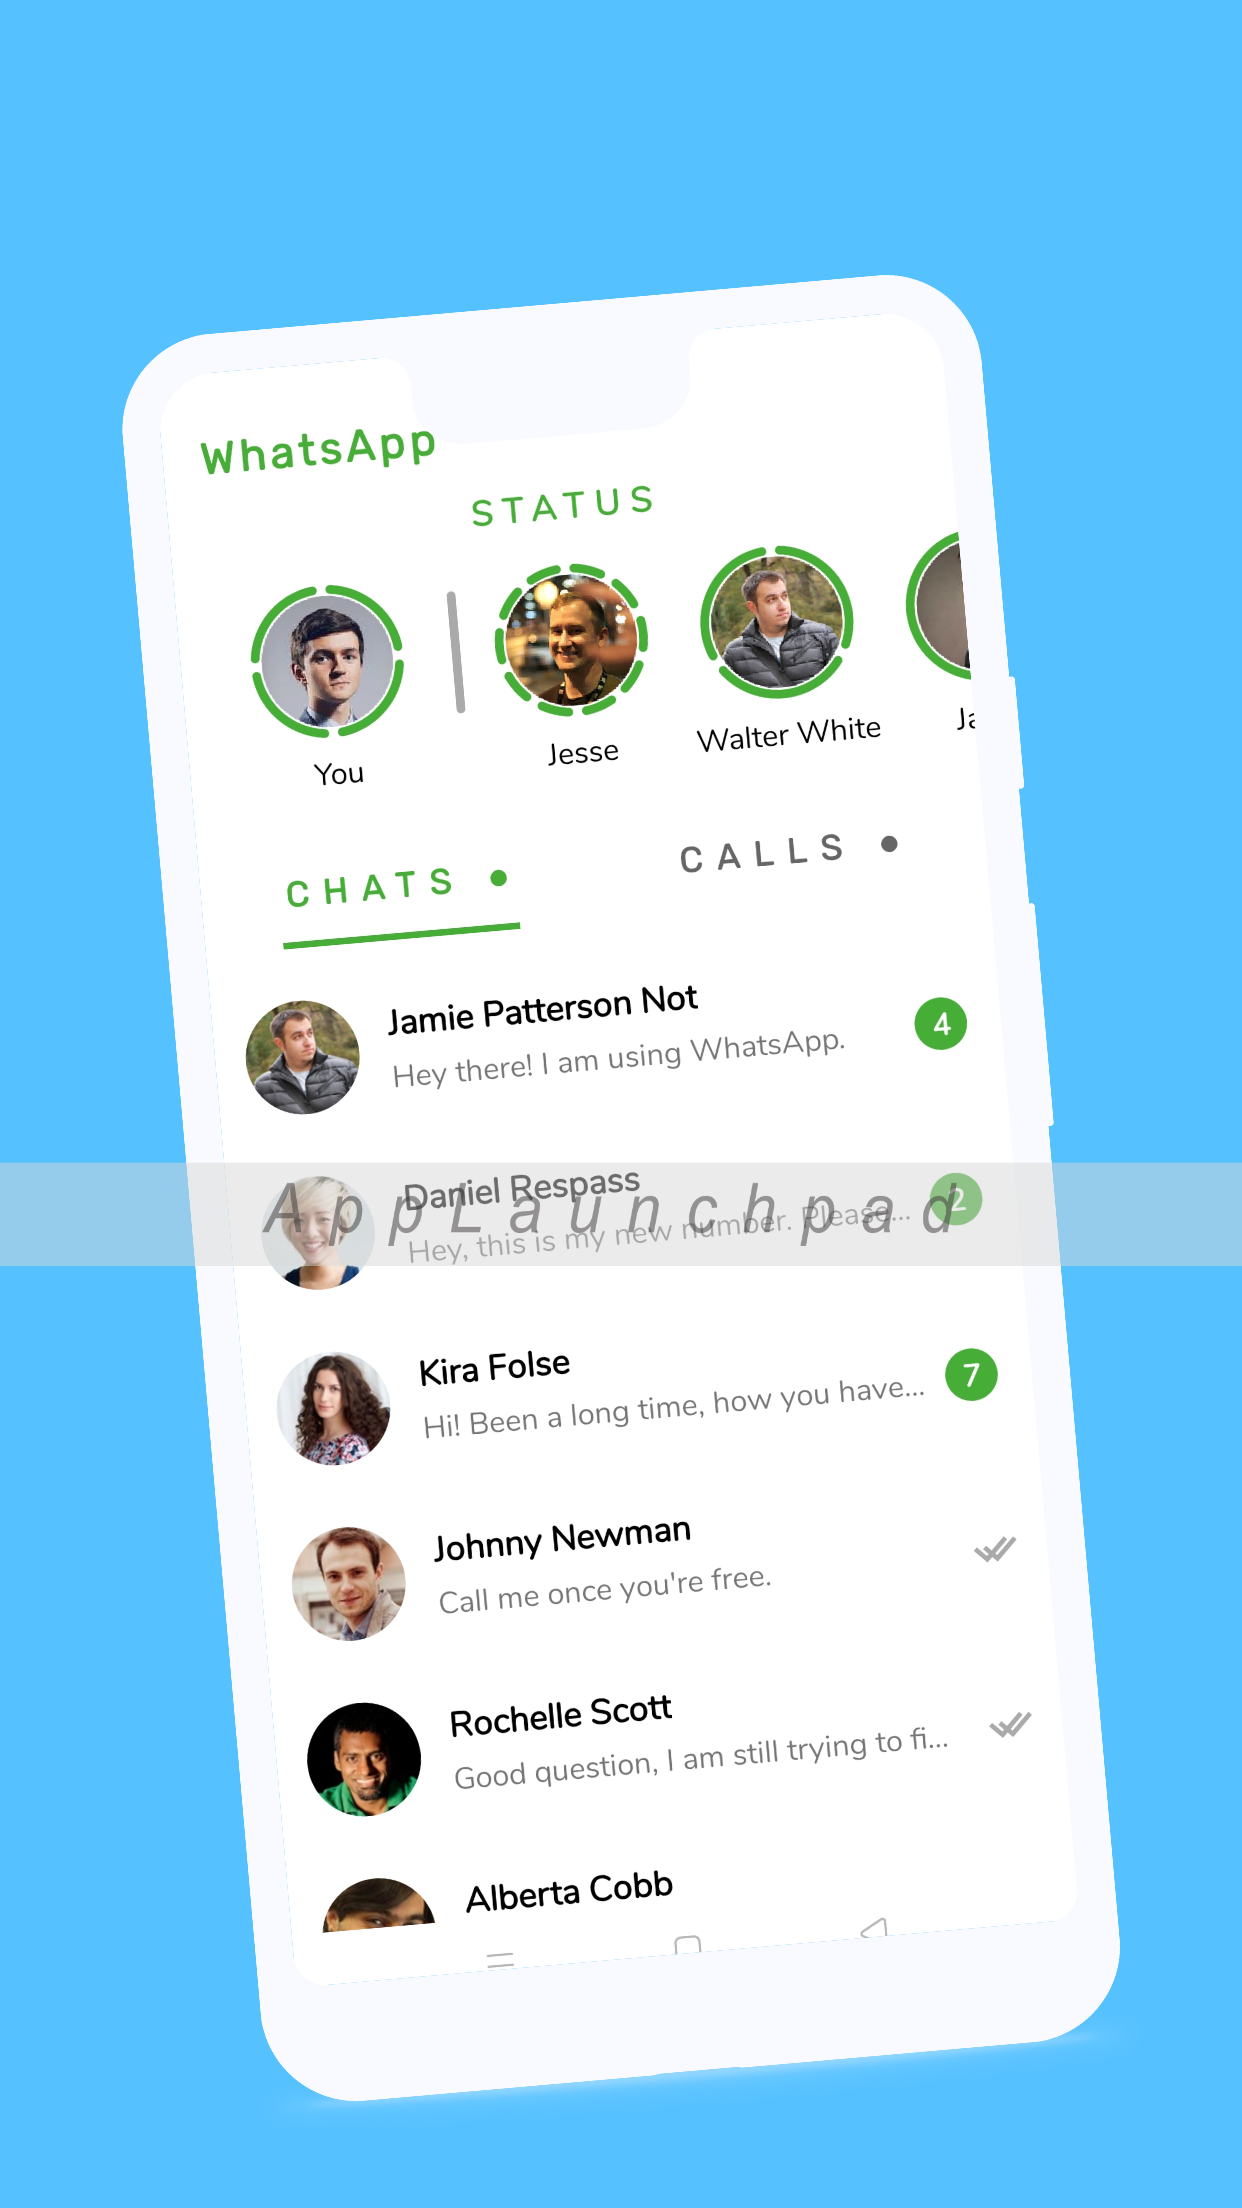 WhatsApp
STATUS
You
Jesse
Walter White
Ja
CHATS
CALLS
Jamie Patterson Not
Hey there! I am using WhatsApp.
4
Daniel Respass
Hey, this is my new number. Please...
2
AppLaunchpad
Kira Folse
Hi! Been a long time, how you have...
7
Johnny Newman
Call me once you're free.
Rochelle Scott
Good question, I am still trying to fi...
Alberta Cobb